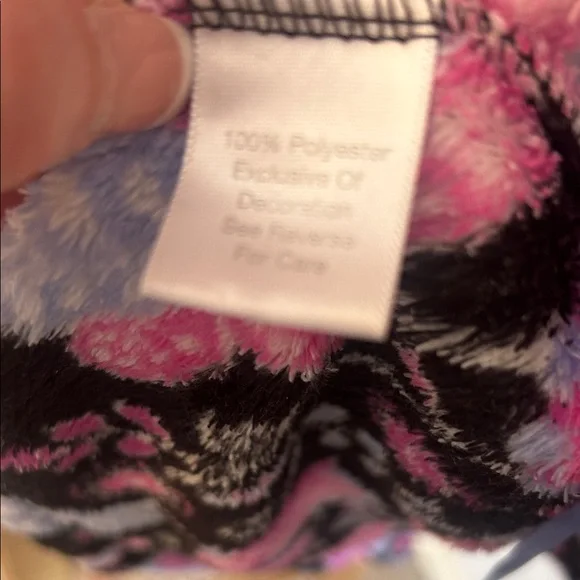 100% Polyester
Exclusive Of
Decoration
See Reverse
For Care